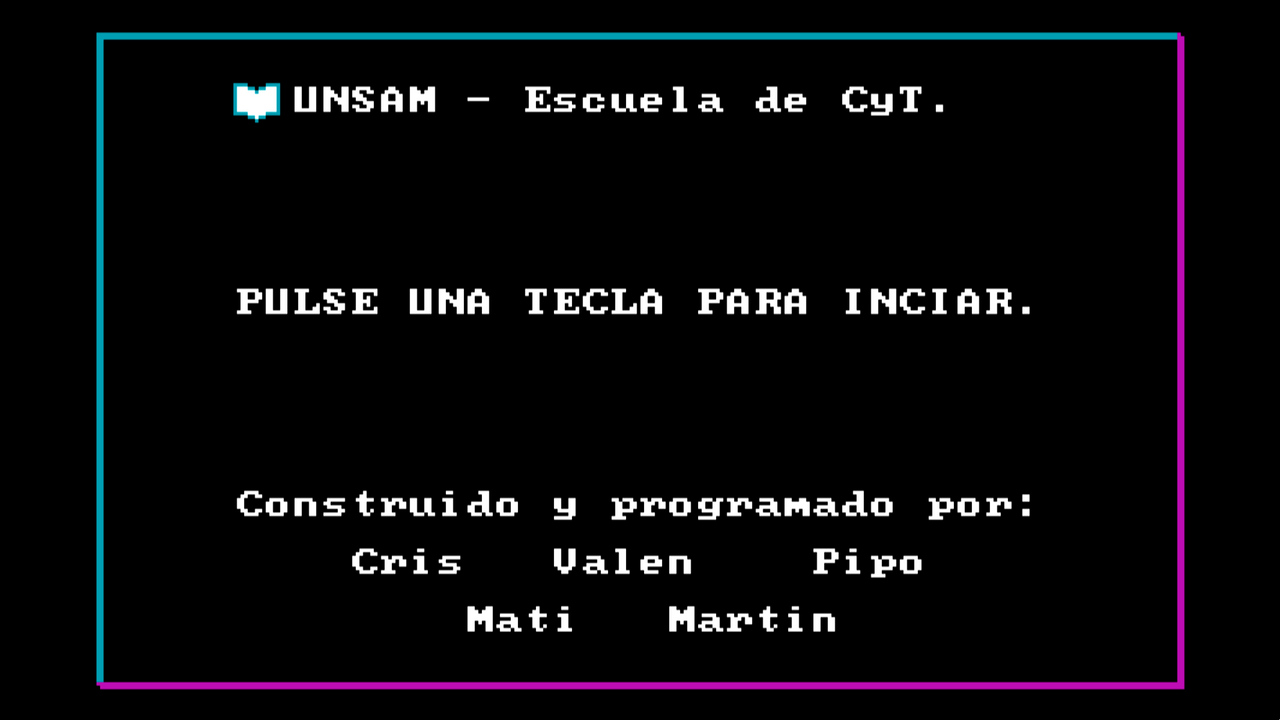 UNSAM - Escuela de CyT.
PULSE UNA TECLA PARA INCIAR.
Construido y programado por:
Cris Valen Pipo
Mati Martin